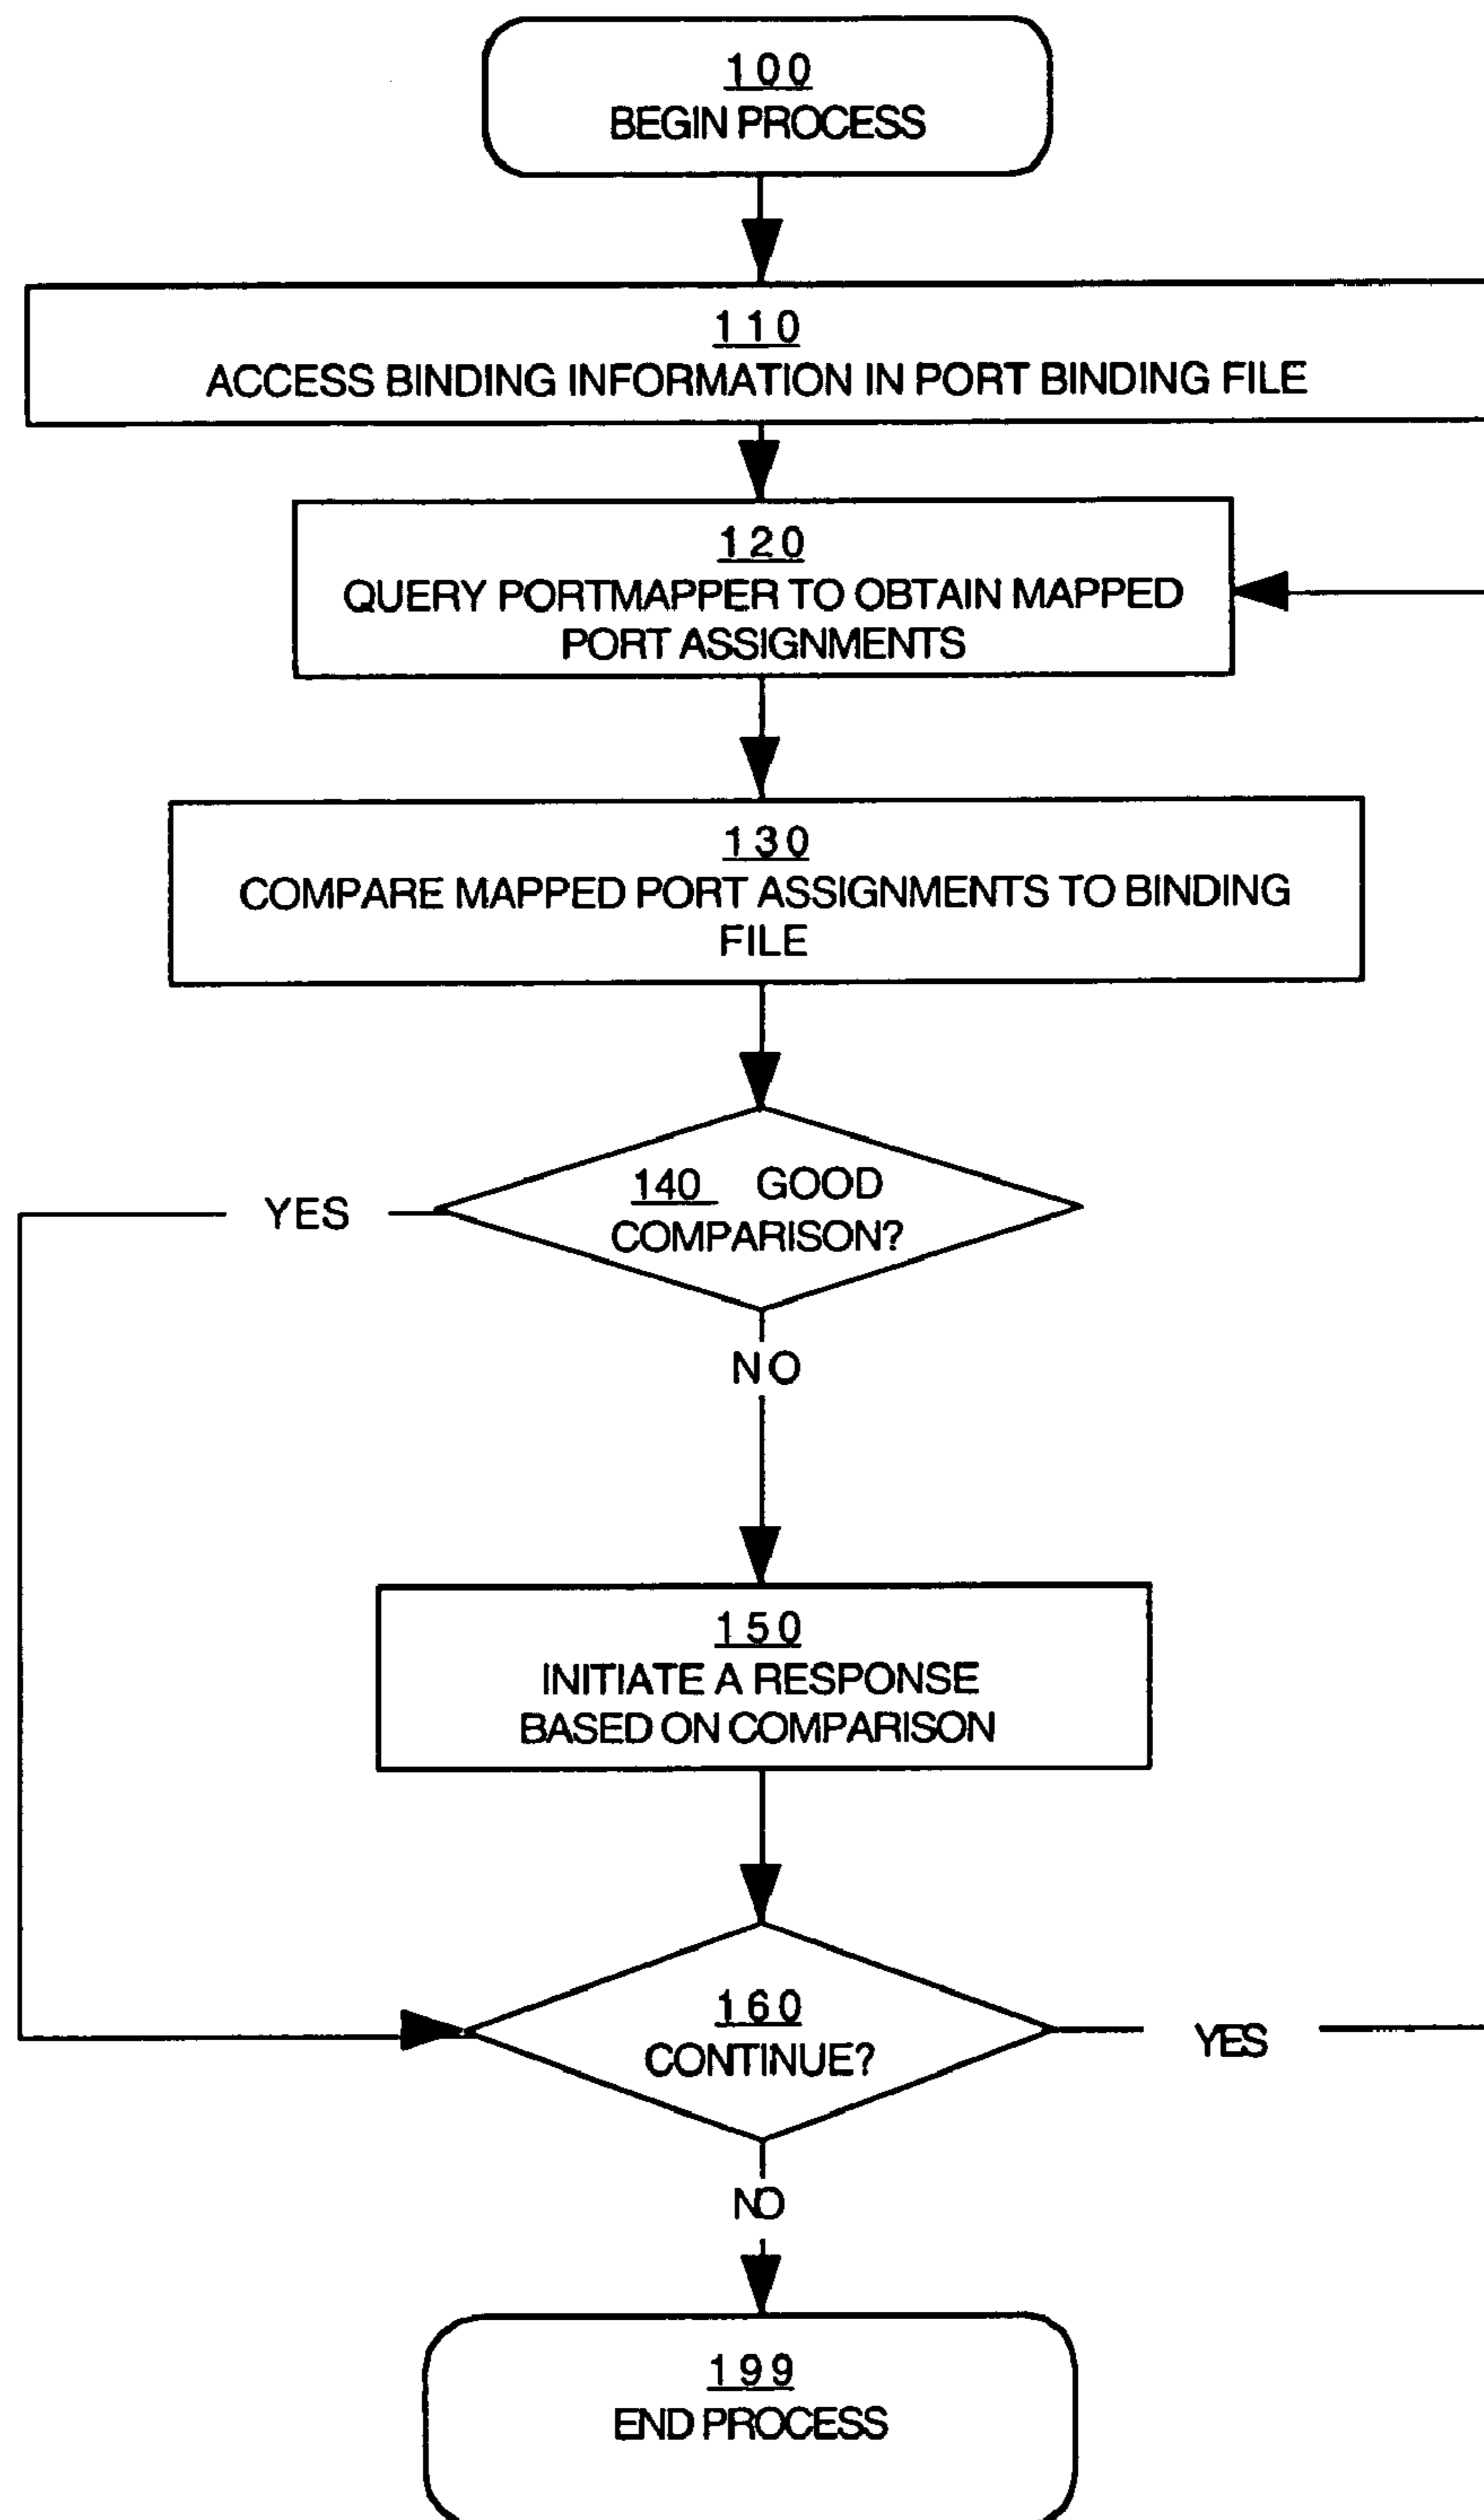 100
BEGIN PROCESS
110
ACCESS BINDING INFORMATION IN PORT BINDING FILE
120
QUERY PORTMAPPER TO OBTAIN MAPPED
PORT ASSIGNMENTS
130
COMPARE MAPPED PORT ASSIGNMENTS TO BINDING
FILE
140 GOOD
COMPARISON?
YES
NO
150
INITIATE A RESPONSE
BASED ON COMPARISON
160
CONTINUE?
YES
NO
199
END PROCESS